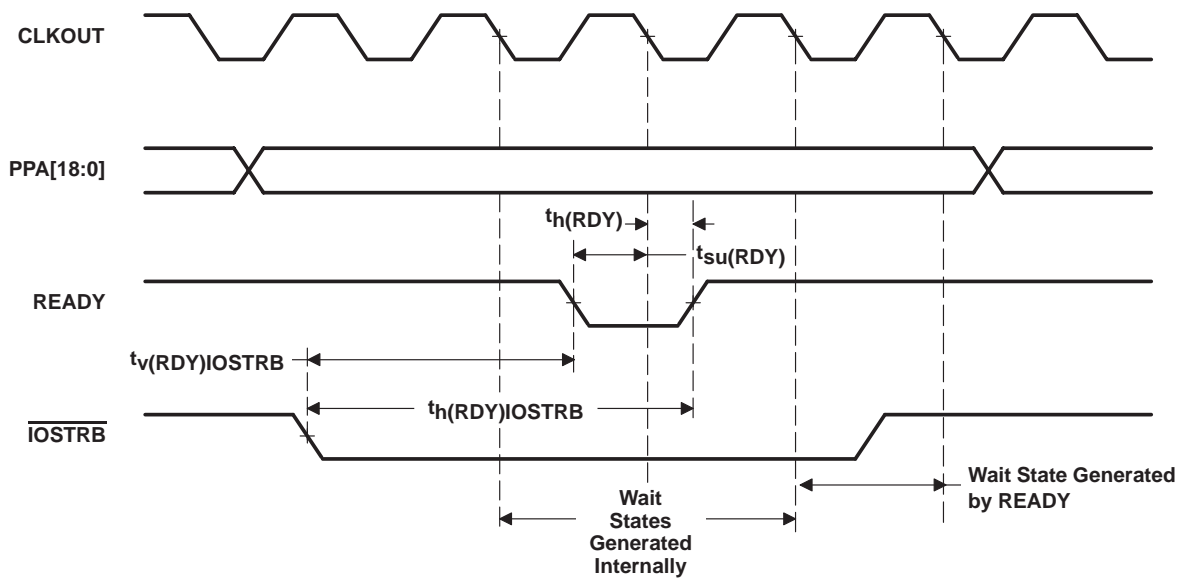 CLKOUT
PPA[18:0]
th(RDY)
tsu(RDY)
READY
tv(RDY)IOSTRB
th(RDY)IOSTRB
IOSTRB
Wait State Generated
by READY
Wait
States
Generated
Internally